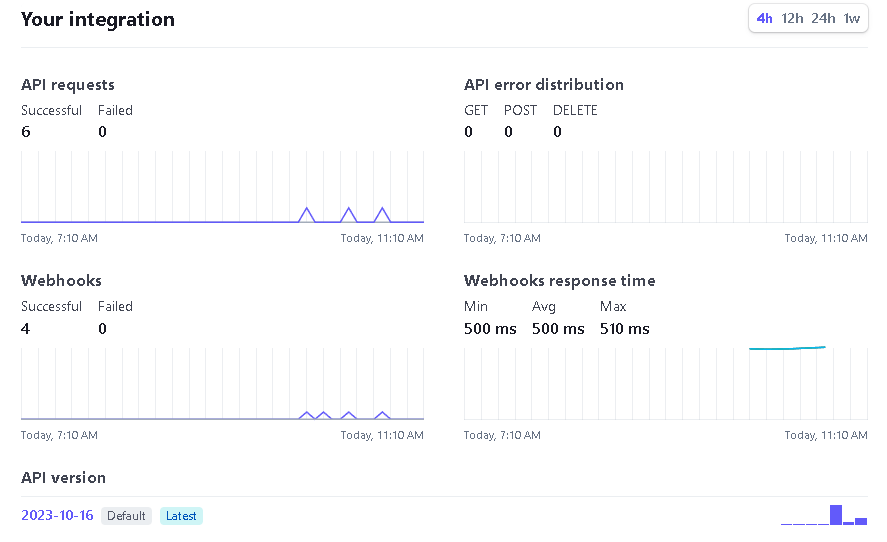 Your integration
4h 12h 24h 1w
API requests
Successful Failed
6 0
Today, 7:10 AM Today, 11:10 AM
API error distribution
GET POST DELETE
0 0 0
Today, 7:10 AM Today, 11:10 AM
Webhooks
Successful Failed
4 0
Today, 7:10 AM Today, 11:10 AM
Webhooks response time
Min Avg Max
500 ms 500 ms 510 ms
Today, 7:10 AM Today, 11:10 AM
API version
2023-10-16 Default Latest